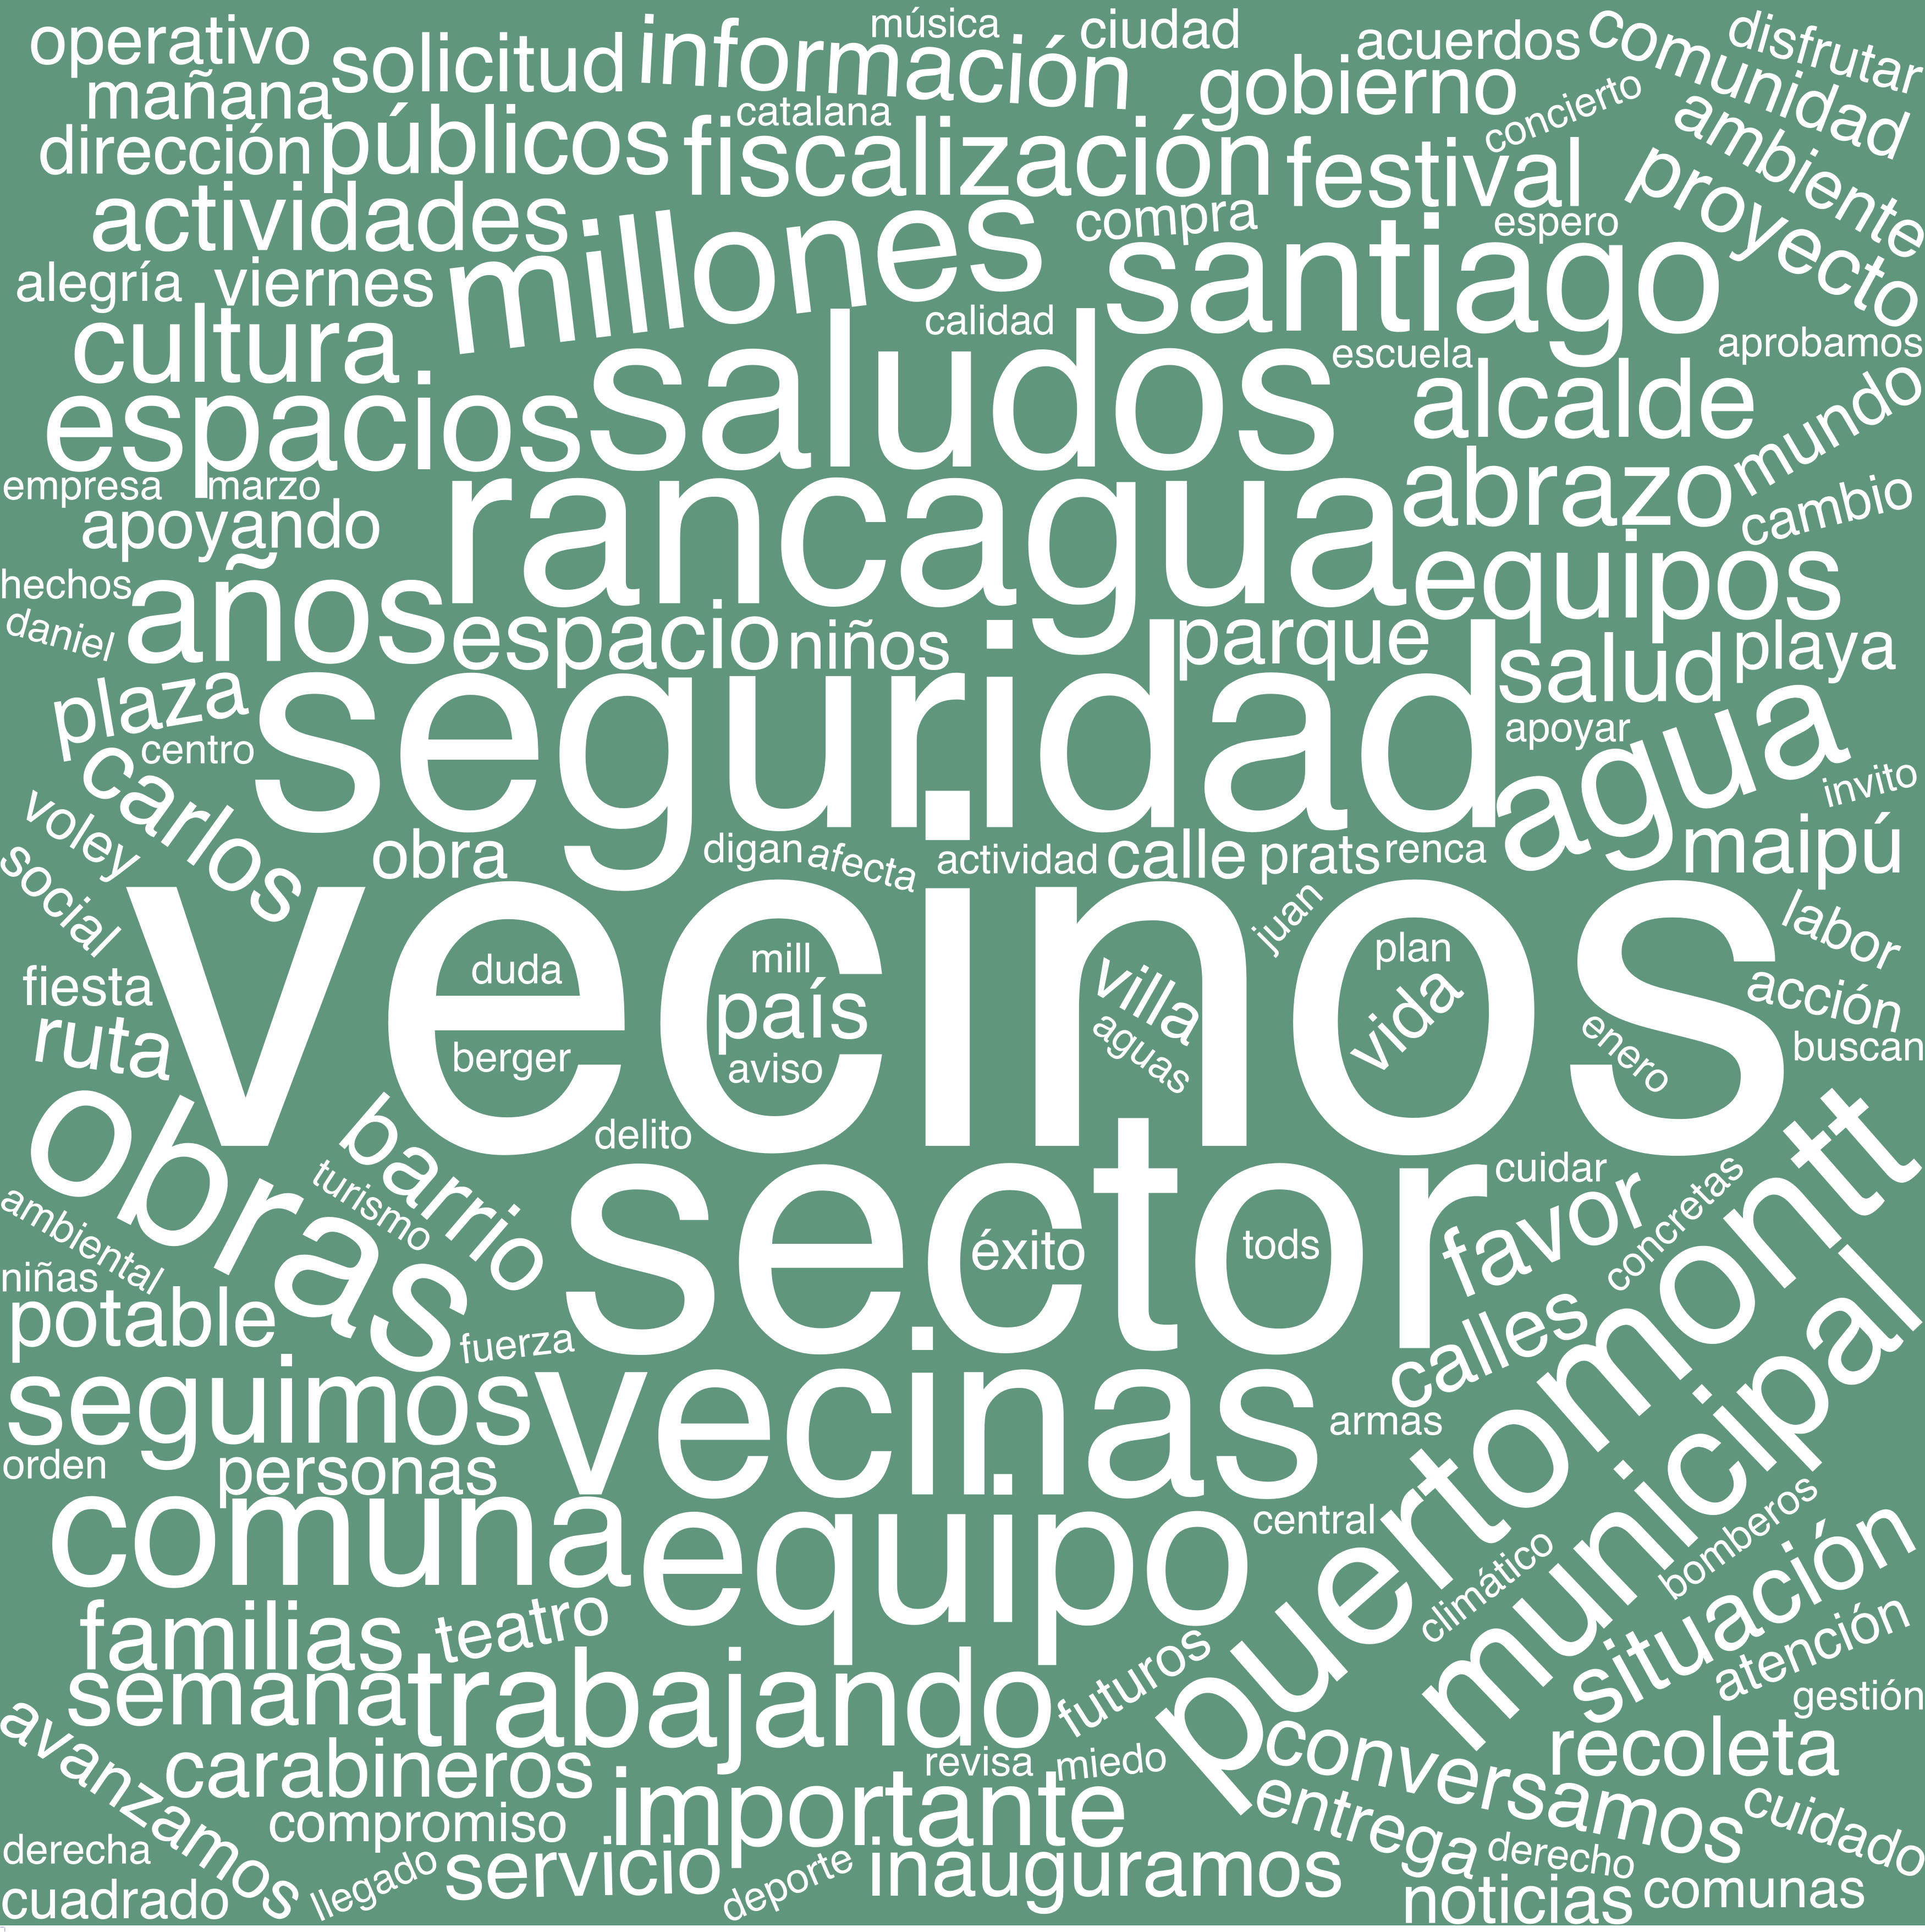 operativo
solicitud
información
música
ciudad
acuerdos
comunidad
disfrutar
mañana
catalana
gobierno
concierto
ambiente
dirección
públicos
fiscalización
festival
proyecto
actividades
millones
compra
espero
alegría
viernes
santiago
cultura
calidad
escuela
aprobamos
espacios
saludos
alcalde
mundo
empresa
marzo
apoyando
rancagua
abrazo
cambio
hechos
daniel
años
espacio
niños
parque
equipos
salud
playa
plaza
centro
seguridad
apoyar
agua
invito
carlos
voley
social
obra
digan
afecta
actividad
calle
prats
renca
maipú
vecinos
juan
labor
duda
mill
plan
fiesta
país
villa
vida
acción
ruta
berger
aviso
aguas
enero
buscan
obras
barrio
delito
turismo
sector
cuidar
puertomontt
ambiental
éxito
tods
favor
concretas
niñas
potable
fuerza
calles
municipal
seguimos
vecinas
armas
orden
personas
comuna
equipo
central
climático
bomberos
situación
familias
teatro
atención
semana
trabajando
futuros
gestión
avanzamos
carabineros
revisa
miedo
conversamos
recoleta
compromiso
importante
entrega
cuidado
derecha
llegado
servicio
deporte
inauguramos
derecho
cuadrado
noticias
comunas